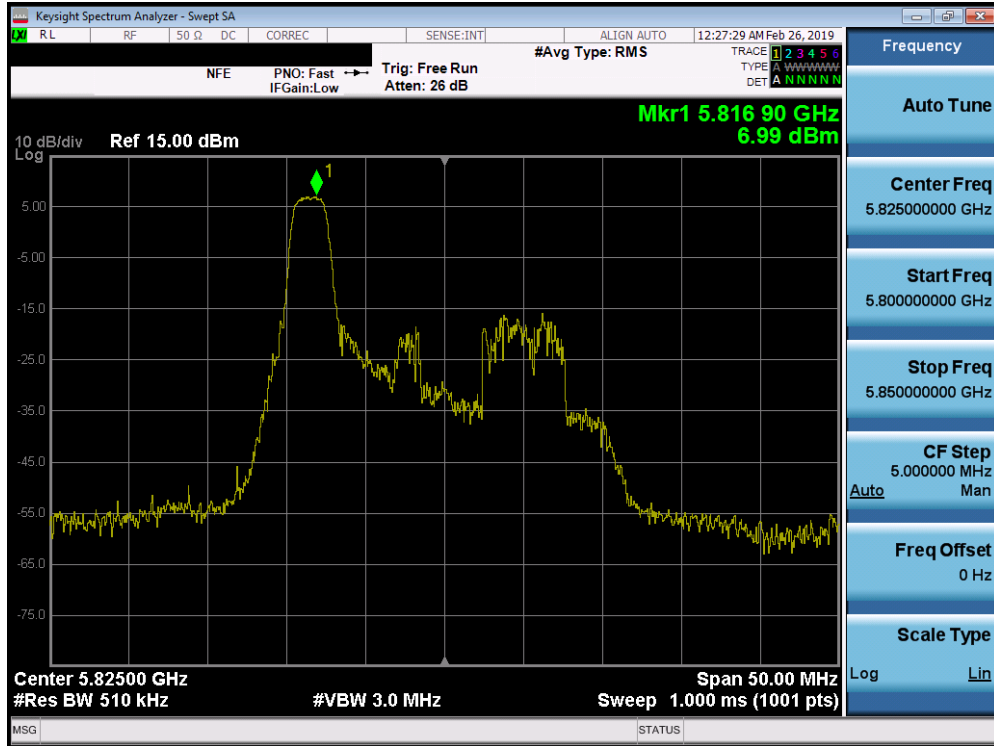 Keysight Spectrum Analyzer - Swept SA
LXI RL RF 50 Ω DC CORREC SENSE:INT ALIGN AUTO 12:27:29 AM Feb 26, 2019
NFE PNO: Fast Trig: Free Run #Avg Type: RMS TRACE 1 2 3 4 5 6
IFGain:Low Atten: 26 dB TYPE A WWWWW
DET A N N N N N
Mkr1 5.816 90 GHz
6.99 dBm
10 dB/div Ref 15.00 dBm
Log
1
5.00
-5.00
-15.0
-25.0
-35.0
-45.0
-55.0
-65.0
-75.0
Center 5.82500 GHz Span 50.00 MHz
#Res BW 510 kHz #VBW 3.0 MHz Sweep 1.000 ms (1001 pts)
MSG STATUS
Frequency
Auto Tune
Center Freq
5.825000000 GHz
Start Freq
5.800000000 GHz
Stop Freq
5.850000000 GHz
CF Step
5.000000 MHz
Auto Man
Freq Offset
0 Hz
Scale Type
Log Lin